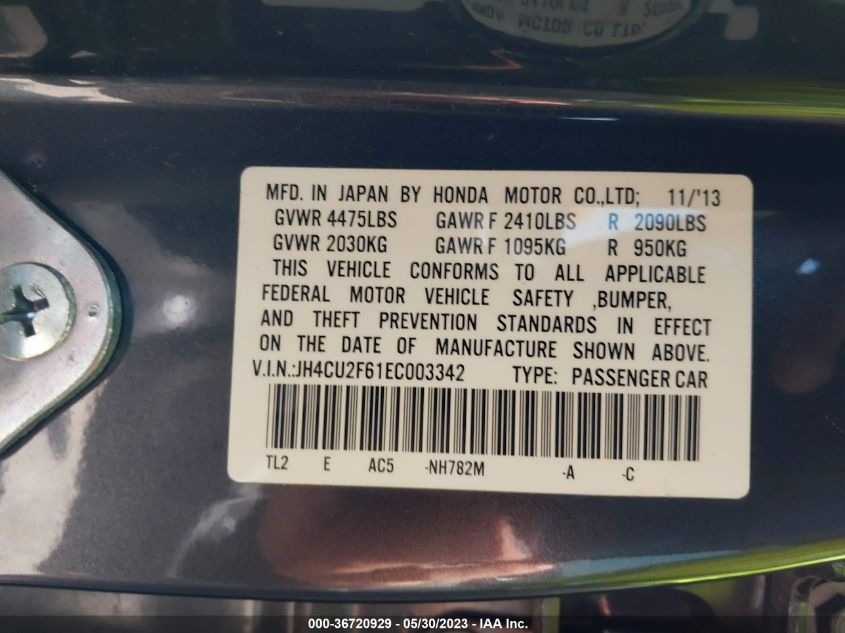 MOTOR CO LTD.
MFD. IN JAPAN BY HONDA MOTOR CO.,LTD; 11/'13
GVWR 4475LBS GAWR F 2410LBS R 2090LBS
GVWR 2030KG GAWR F 1095KG R 950KG
THIS VEHICLE CONFORMS TO ALL APPLICABLE
FEDERAL MOTOR VEHICLE SAFETY ,BUMPER,
AND THEFT PREVENTION STANDARDS IN EFFECT
ON THE DATE OF MANUFACTURE SHOWN ABOVE.
V.I.N.:JH4CU2F61EC003342 TYPE: PASSENGER CAR
TL2 E AC5 -NH782M -A -C
000-36720929 - 05/30/2023 - IAA Inc.